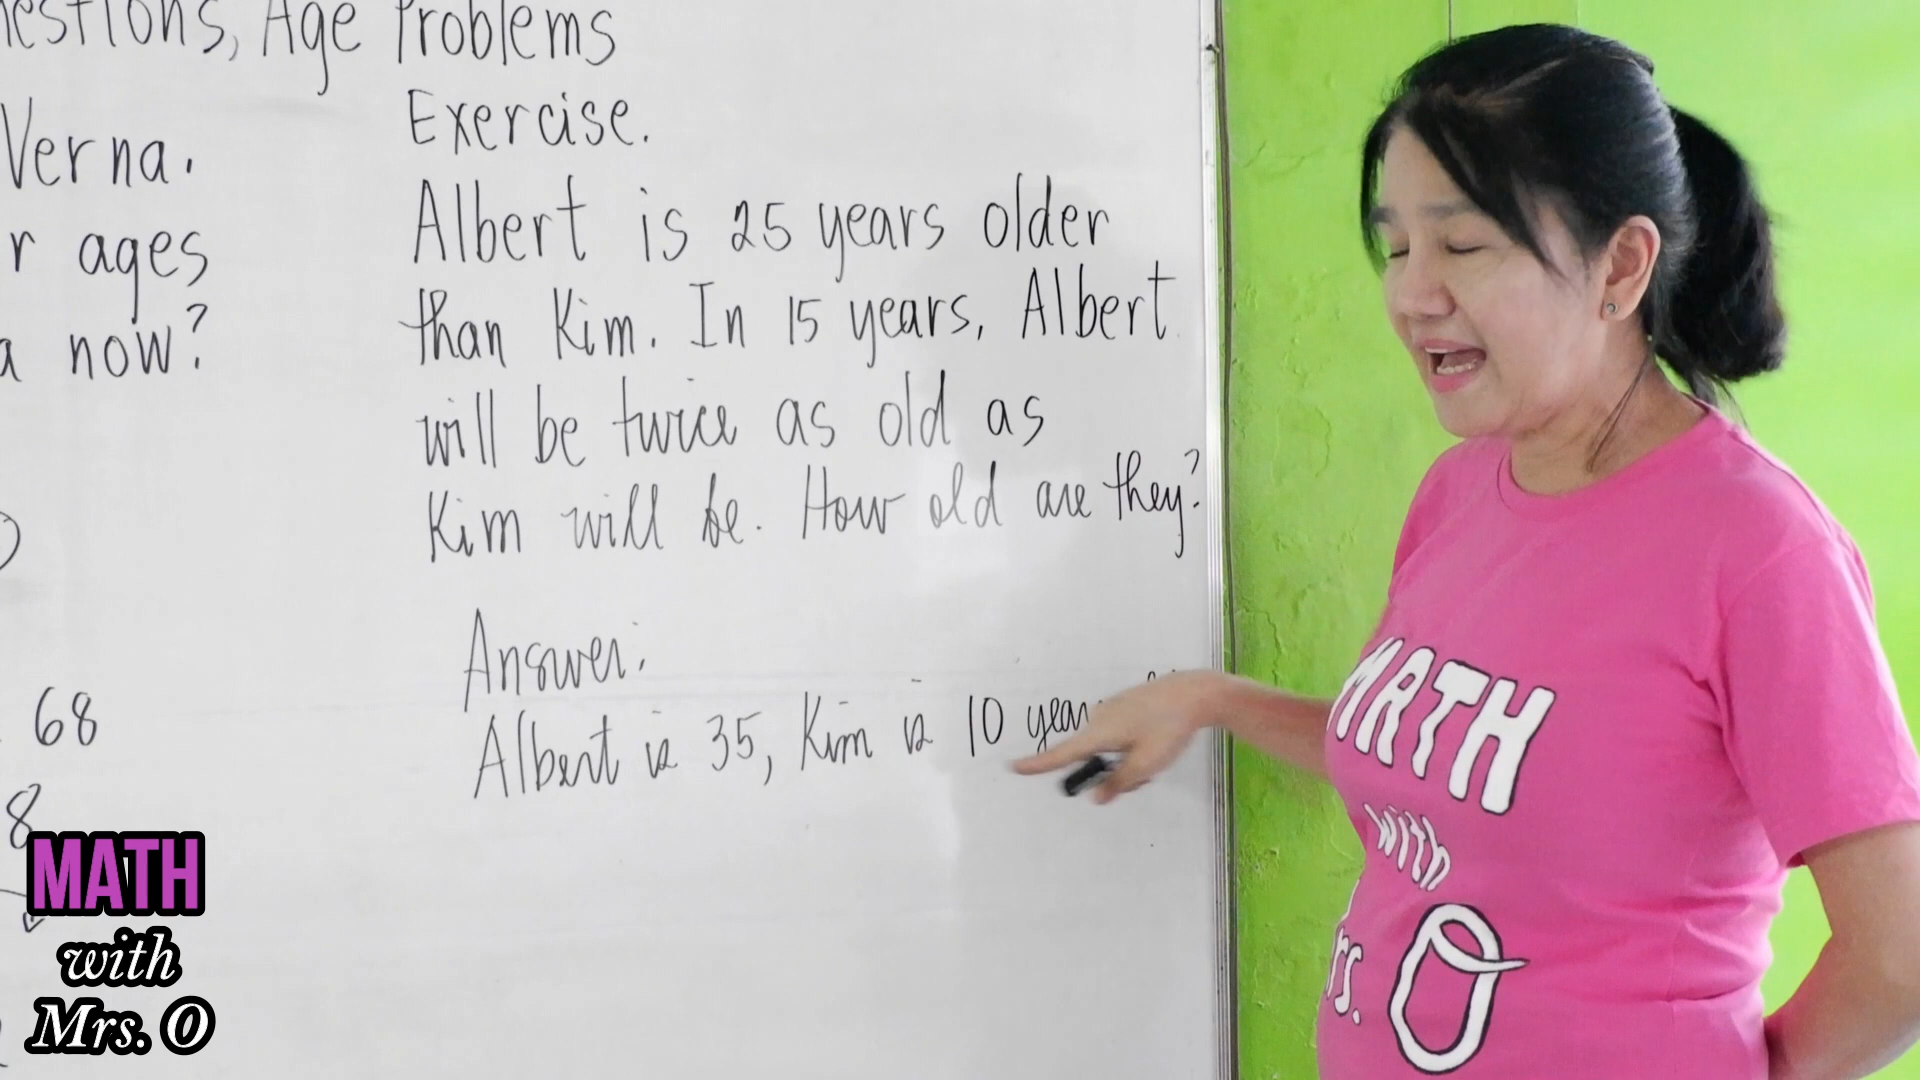 Age Problems
Verna.
r ages
a now?
68
8
Exercise.
Albert is 25 years older
than Kim. In 15 years, Albert
will be twice as old as
Kim will be. How old are they?
Answer:
Albert is 35, Kim is 10
MATH
with
O
MATH
with
Mrs. O